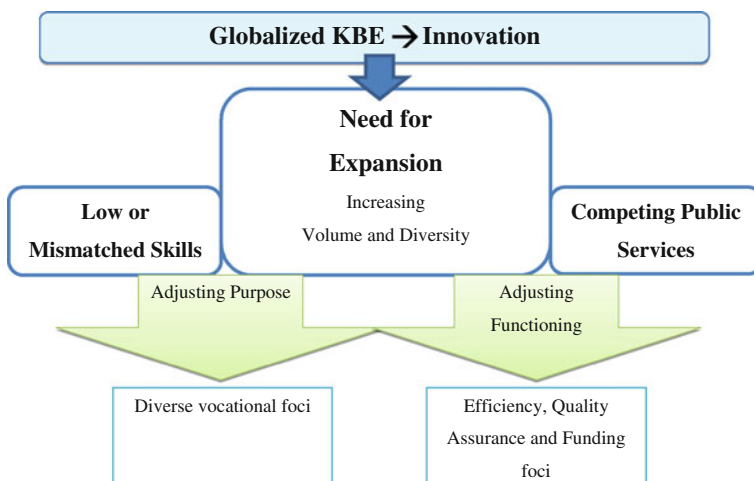 Globalized KBE → Innovation
Need for
Expansion
Increasing
Volume and Diversity
Low or
Mismatched Skills
Competing Public
Services
Adjusting Purpose
Adjusting
Functioning
Diverse vocational foci
Efficiency, Quality
Assurance and Funding
foci